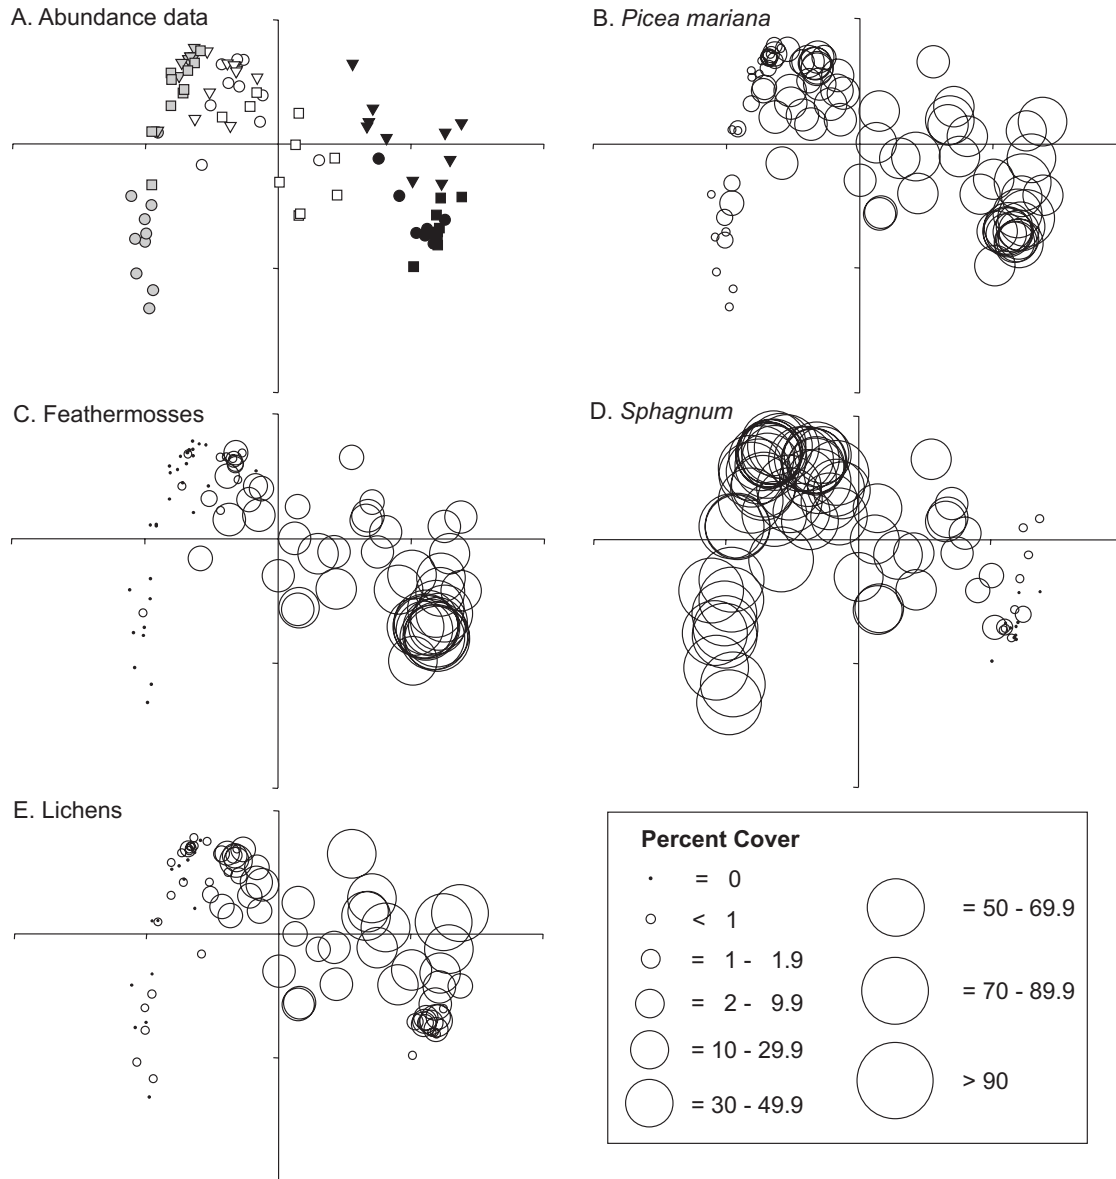 A. Abundance data
B. Picea mariana
C. Feathermosses
D. Sphagnum
E. Lichens
Percent Cover
= 0
< 1
= 1 - 1.9
= 2 - 9.9
= 10 - 29.9
= 30 - 49.9
= 50 - 69.9
= 70 - 89.9
> 90